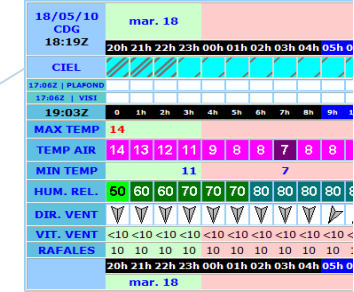 18/05/10 mar. 18
CDG
18:19Z 20h 21h 22h 23h 00h 01h 02h 03h 04h 05h 0
CIEL
17:06Z | PLAFOND
17:06Z | VISI
19:03Z 0 1h 2h 3h 4h 5h 6h 7h 8h 9h 1
MAX TEMP 14
TEMP AIR 14 13 12 11 9 8 8 7 8 8
MIN TEMP 11 7
HUM. REL. 50 60 60 70 70 70 80 80 80 80 8
DIR. VENT
VIT. VENT <10 <10 <10 <10 <10 <10 <10 <10 <10 <10 <
RAFALES 10 10 10 10 10 10 10 10 10 10 1
20h 21h 22h 23h 00h 01h 02h 03h 04h 05h 0
mar. 18